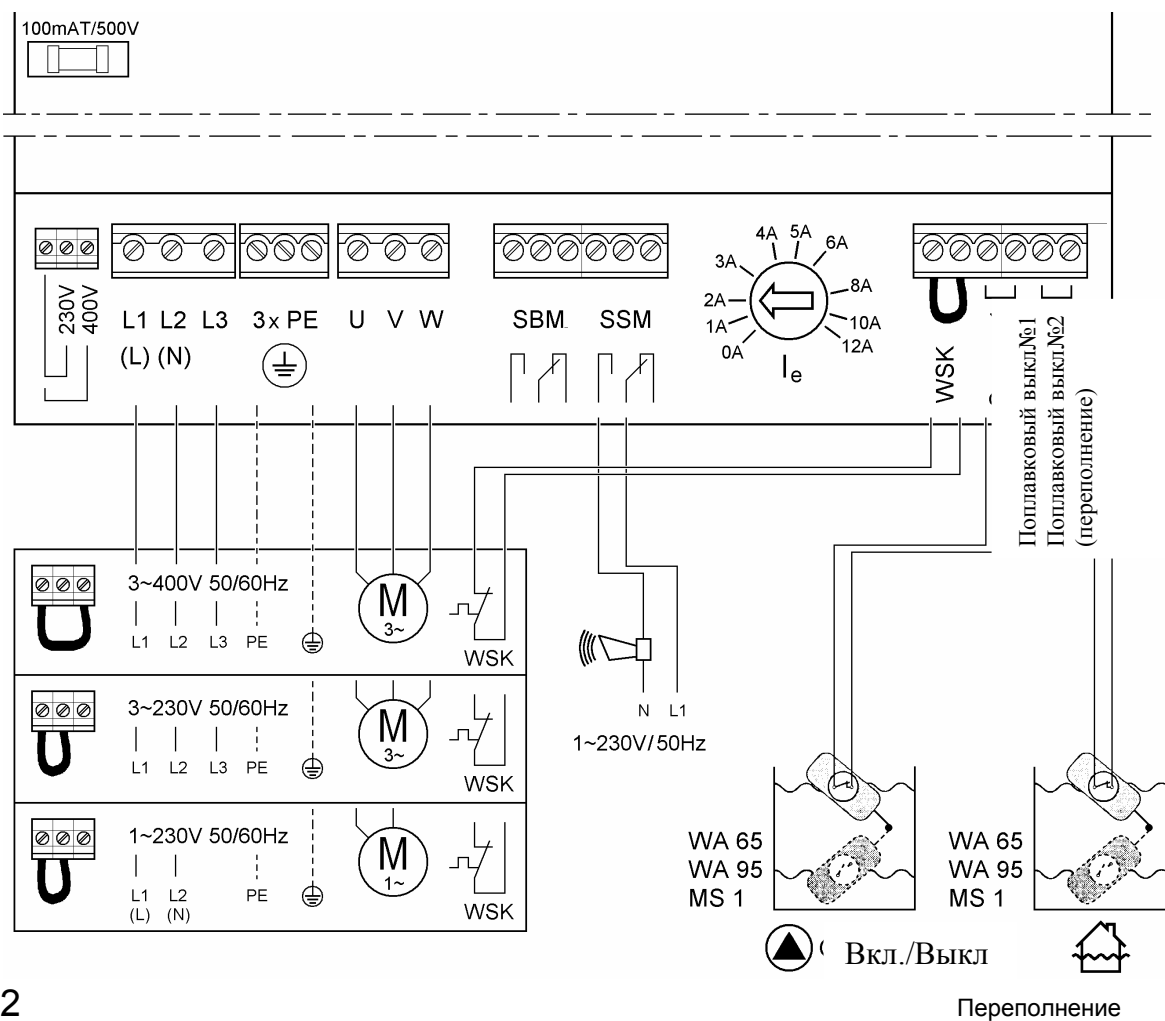 100mAT/500V
230V
400V
L1 L2 L3 3x PE U V W SBM SSM
(L) (N)
0A
1A
2A
3A
4A
5A
6A
8A
10A
12A
Ie
WSK
Поплавковый выкл№1
Поплавковый выкл№2
(переполнение)
3~400V 50/60Hz
L1 L2 L3 PE
M
3~
WSK
3~230V 50/60Hz
L1 L2 L3 PE
M
3~
WSK
1~230V 50/60Hz
L1 L2 PE
(L) (N)
M
1~
WSK
N L1
1~230V/50Hz
WA 65
WA 95
MS 1
WA 65
WA 95
MS 1
Вкл./Выкл
2
Переполнение